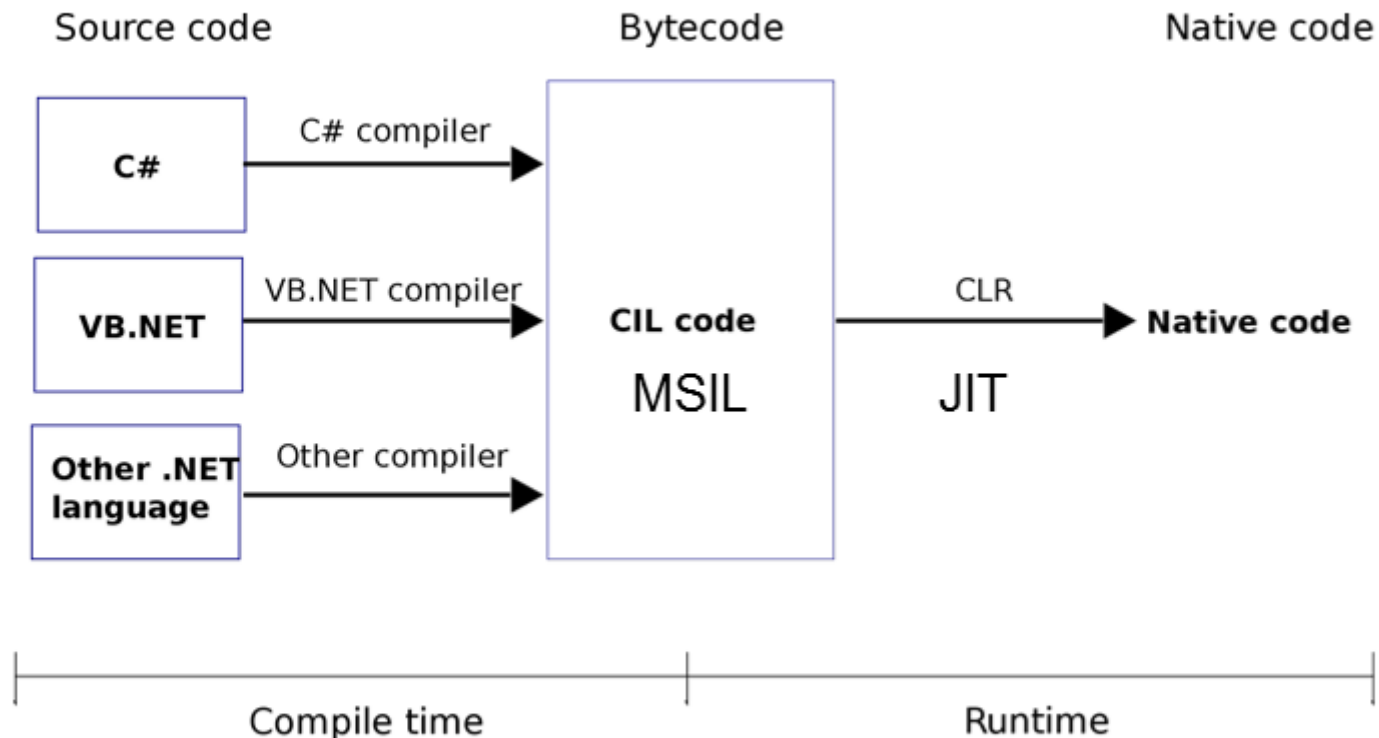 Source code
Bytecode
Native code
C#
C# compiler
VB.NET
VB.NET compiler
CIL code
MSIL
CLR
JIT
Native code
Other .NET
language
Other compiler
Compile time
Runtime